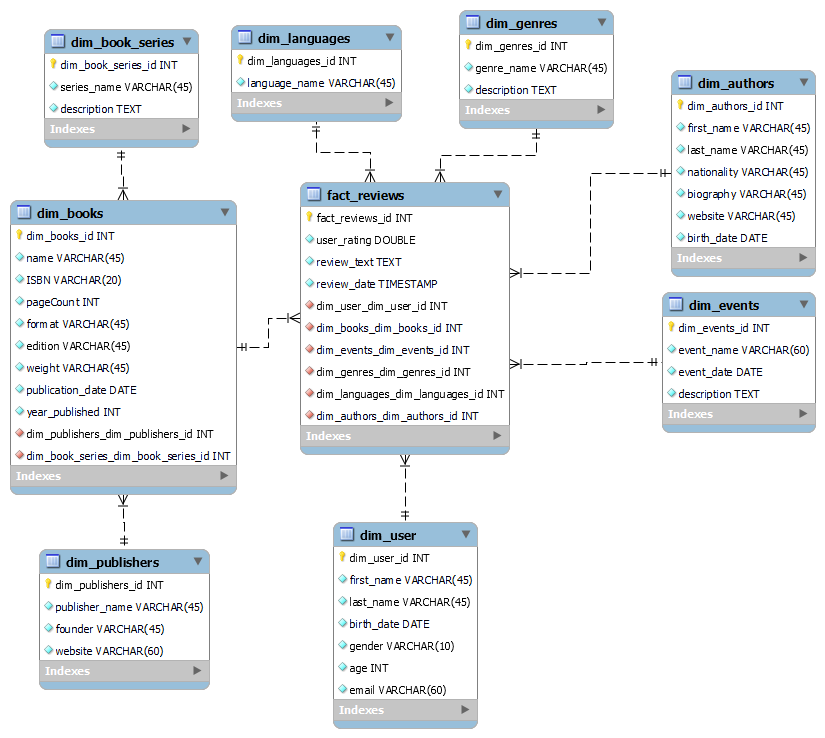 dim_book_series
dim_book_series_id INT
series_name VARCHAR(45)
description TEXT
Indexes
dim_languages
dim_languages_id INT
language_name VARCHAR(45)
Indexes
dim_genres
dim_genres_id INT
genre_name VARCHAR(45)
description TEXT
Indexes
dim_authors
dim_authors_id INT
first_name VARCHAR(45)
last_name VARCHAR(45)
nationality VARCHAR(45)
biography VARCHAR(45)
website VARCHAR(45)
birth_date DATE
Indexes
dim_books
dim_books_id INT
name VARCHAR(45)
ISBN VARCHAR(20)
pageCount INT
format VARCHAR(45)
edition VARCHAR(45)
weight VARCHAR(45)
publication_date DATE
year_published INT
dim_publishers_dim_publishers_id INT
dim_book_series_dim_book_series_id INT
Indexes
fact_reviews
fact_reviews_id INT
user_rating DOUBLE
review_text TEXT
review_date TIMESTAMP
dim_user_dim_user_id INT
dim_books_dim_books_id INT
dim_events_dim_events_id INT
dim_genres_dim_genres_id INT
dim_languages_dim_languages_id INT
dim_authors_dim_authors_id INT
Indexes
dim_events
dim_events_id INT
event_name VARCHAR(60)
event_date DATE
description TEXT
Indexes
dim_publishers
dim_publishers_id INT
publisher_name VARCHAR(45)
founder VARCHAR(45)
website VARCHAR(60)
Indexes
dim_user
dim_user_id INT
first_name VARCHAR(45)
last_name VARCHAR(45)
birth_date DATE
gender VARCHAR(10)
age INT
email VARCHAR(60)
Indexes